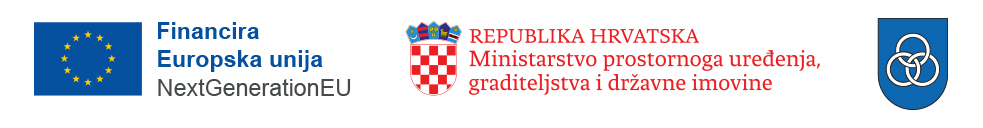 Financira
Europska unija
NextGenerationEU
REPUBLIKA HRVATSKA
Ministarstvo prostornoga uređenja,
graditeljstva i državne imovine